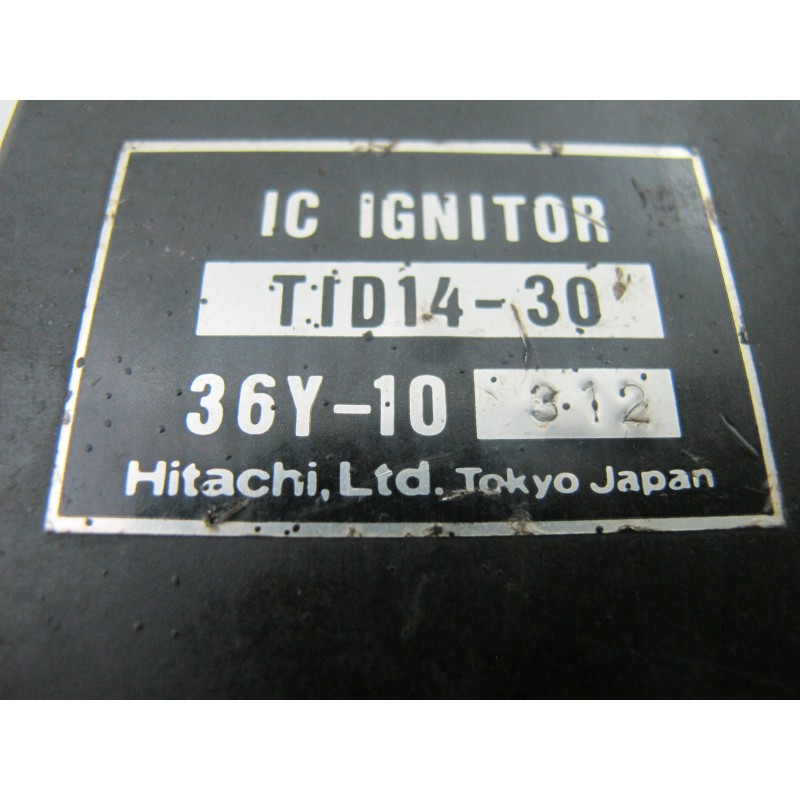 IC IGNITOR
TID14-30
36Y-10 312
Hitachi, Ltd. Tokyo Japan